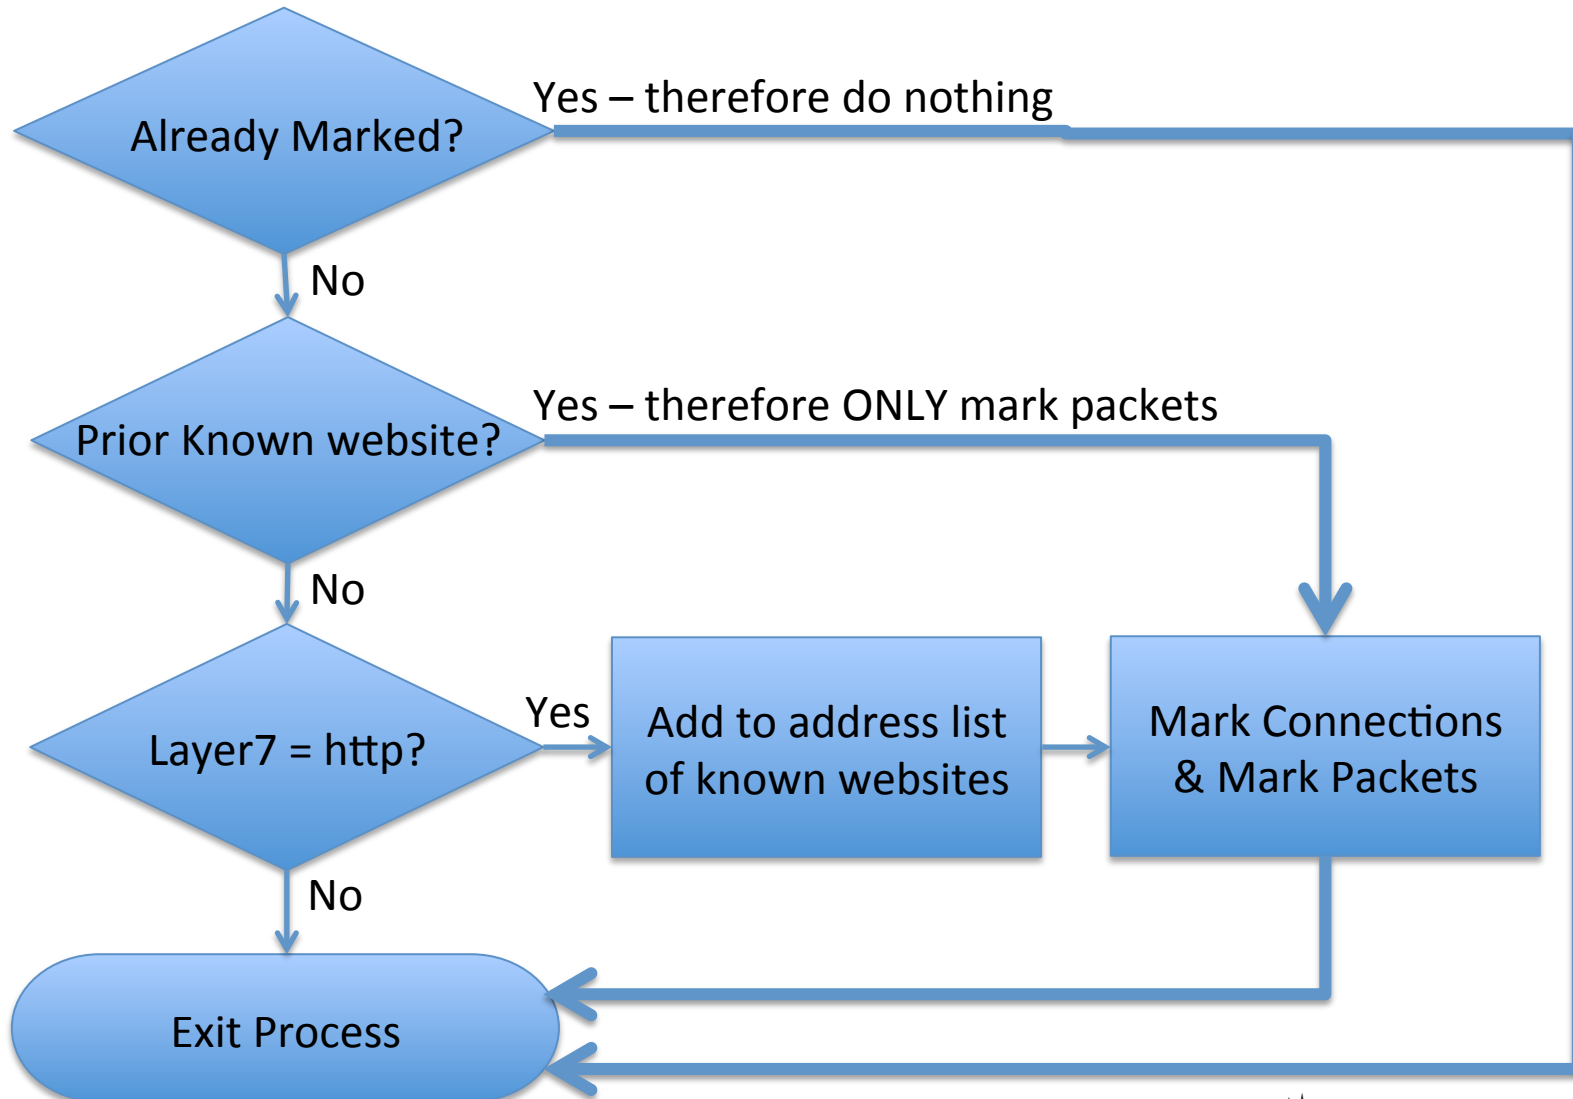 Yes – therefore do nothing
Already Marked?
No
Yes – therefore ONLY mark packets
Prior Known website?
No
Yes
Add to address list
of known websites
Mark Connections
& Mark Packets
Layer7 = http?
No
Exit Process